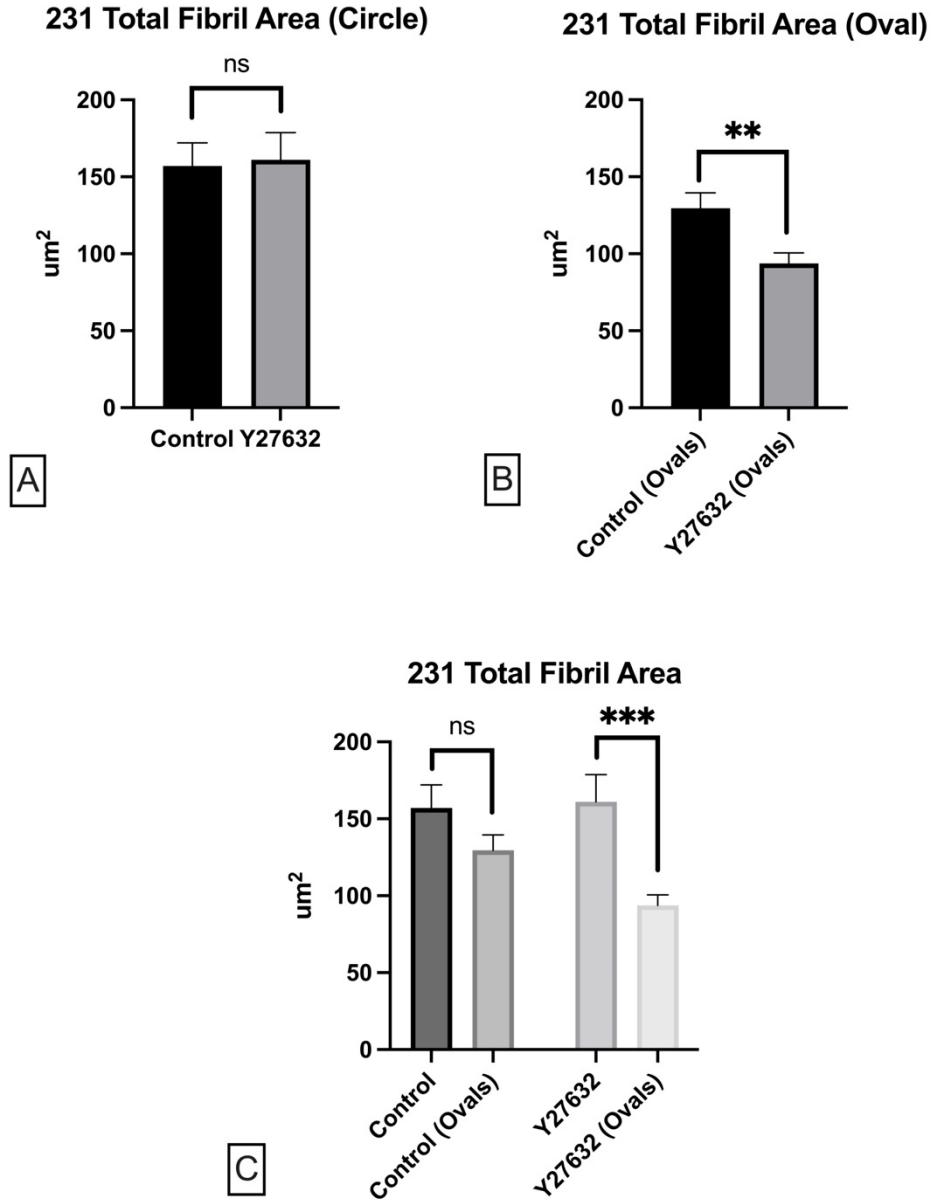 231 Total Fibril Area (Circle)
ns
200
150
100
50
0
um²
Control Y27632
A
231 Total Fibril Area (Oval)
**
200
150
100
50
0
um²
Control (Ovals)
Y27632 (Ovals)
B
231 Total Fibril Area
ns
***
200
150
100
50
0
um²
Control
Control (Ovals)
Y27632
Y27632 (Ovals)
C